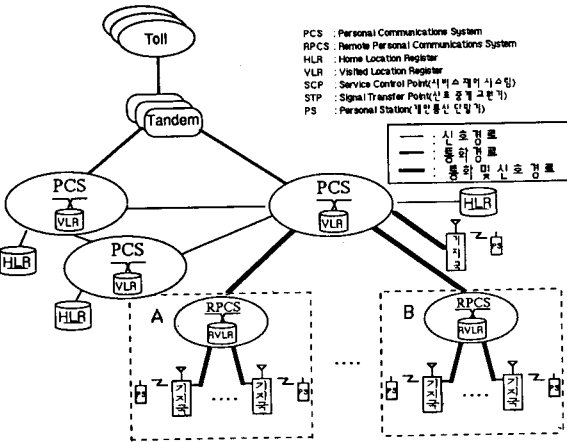 Toll
Tandem
PCS : Personal Communications System
RPCS : Remote Personal Communications System
HLR : Home Location Register
VLR : Visited Location Register
SCP : Service Control Point(서비스 제어 시스템)
STP : Signal Transfer Point(신호 중계 교환기)
PS : Personal Station(개인통신 단말기)
: 신호경로
: 통화경로
: 통화 및 신호경로
PCS
VLR
HLR
PCS
VLR
HLR
PCS
VLR
HLR
기지국
PS
A
RPCS
RVLR
PS
기지국
....
기지국
PS
....
B
RPCS
RVLR
PS
기지국
....
기지국
PS